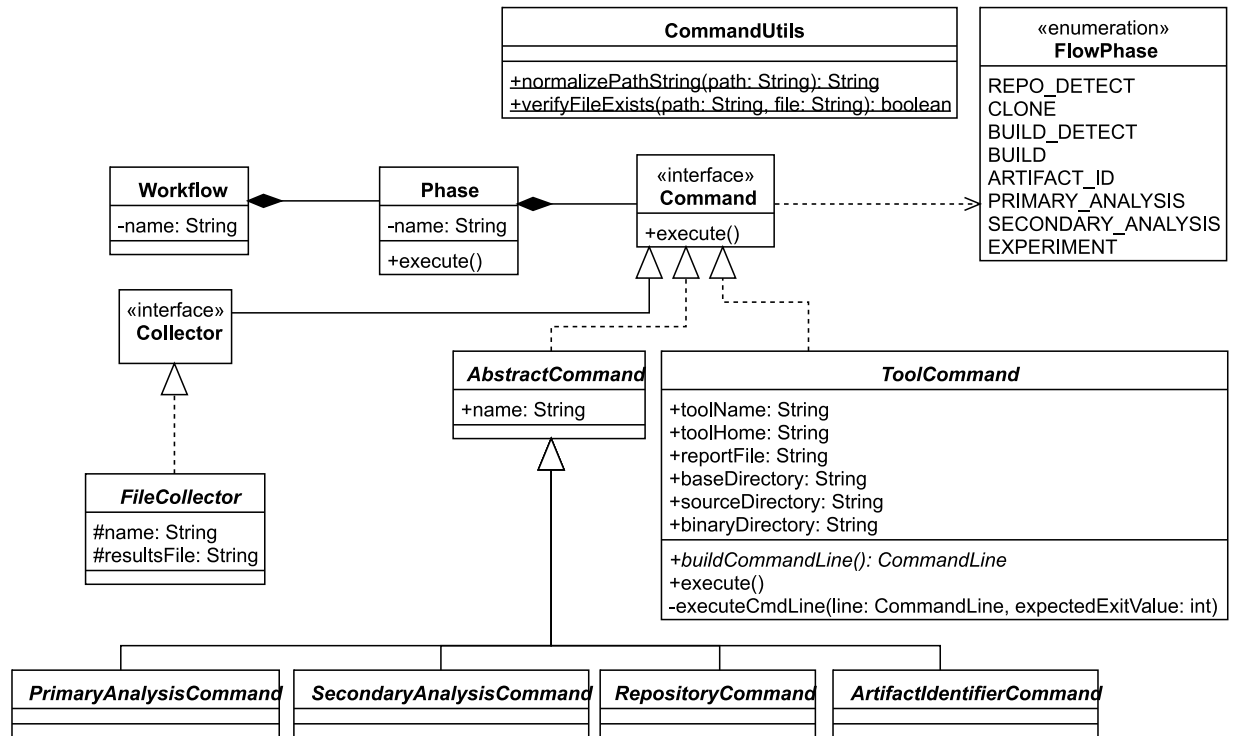 CommandUtils
+normalizePathString(path: String): String
+verifyFileExists(path: String, file: String): boolean
«enumeration»
FlowPhase
REPO_DETECT
CLONE
BUILD_DETECT
BUILD
ARTIFACT_ID
PRIMARY_ANALYSIS
SECONDARY_ANALYSIS
EXPERIMENT
Workflow
-name: String
Phase
-name: String
+execute()
«interface»
Command
+execute()
«interface»
Collector
AbstractCommand
+name: String
ToolCommand
+toolName: String
+toolHome: String
+reportFile: String
+baseDirectory: String
+sourceDirectory: String
+binaryDirectory: String
+buildCommandLine(): CommandLine
+execute()
-executeCmdLine(line: CommandLine, expectedExitValue: int)
FileCollector
#name: String
#resultsFile: String
PrimaryAnalysisCommand
SecondaryAnalysisCommand
RepositoryCommand
ArtifactIdentifierCommand